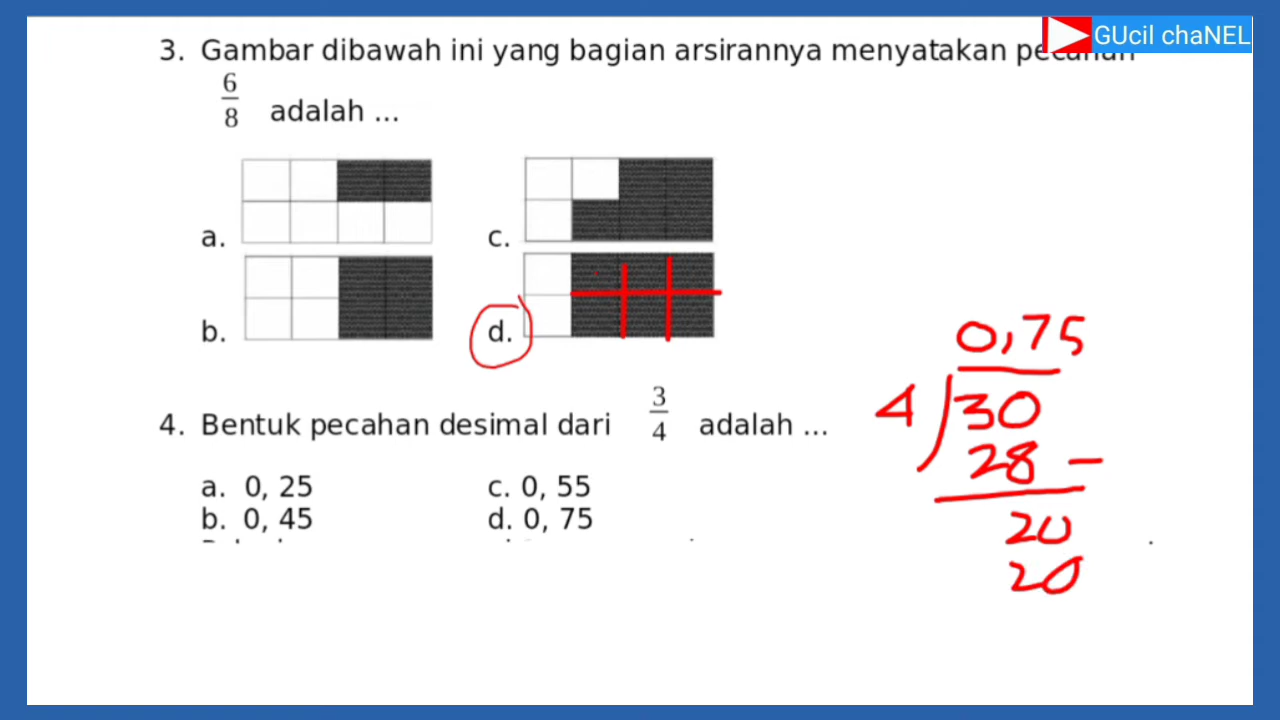 GUcil chaNEL
3. Gambar dibawah ini yang bagian arsirannya menyatakan pecahan
6/8 adalah ...
a.
c.
b.
d.
4. Bentuk pecahan desimal dari 3/4 adalah ...
a. 0, 25
c. 0, 55
b. 0, 45
d. 0, 75
0,75
4 30
28 –
20
20